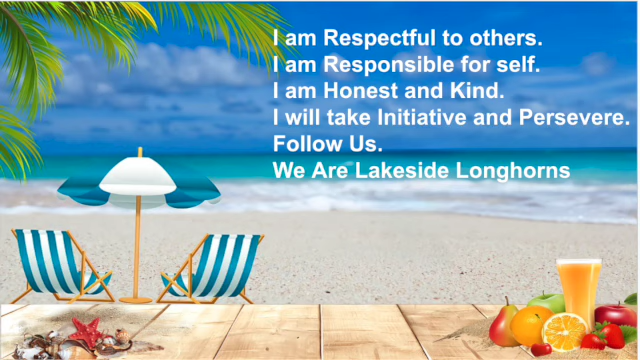 I am Respectful to others.
I am Responsible for self.
I am Honest and Kind.
I will take Initiative and Persevere.
Follow Us.
We Are Lakeside Longhorns